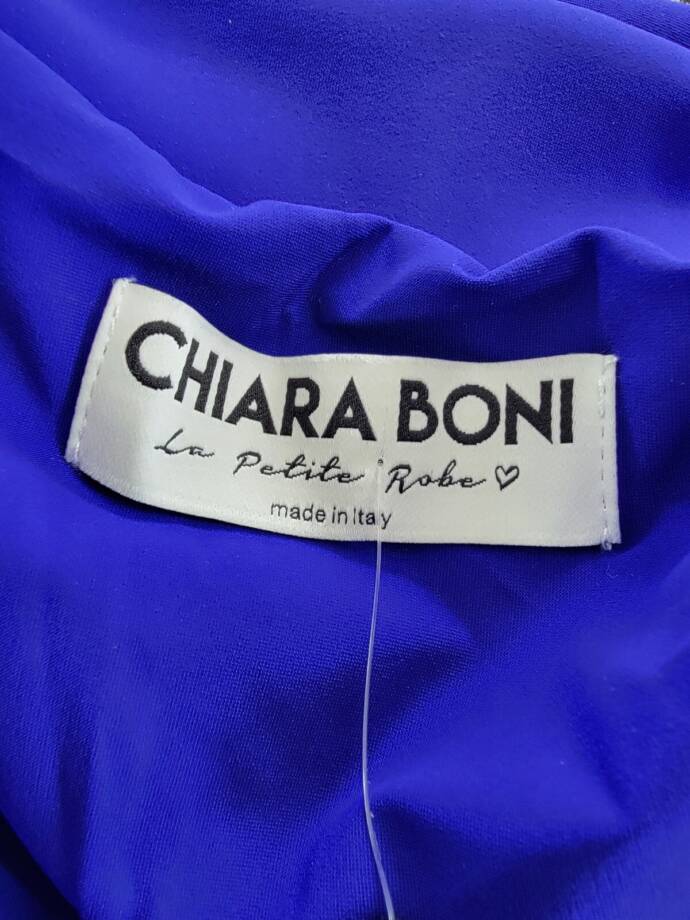 CHIARA BONI
La Petite Robe ♡
made in Italy